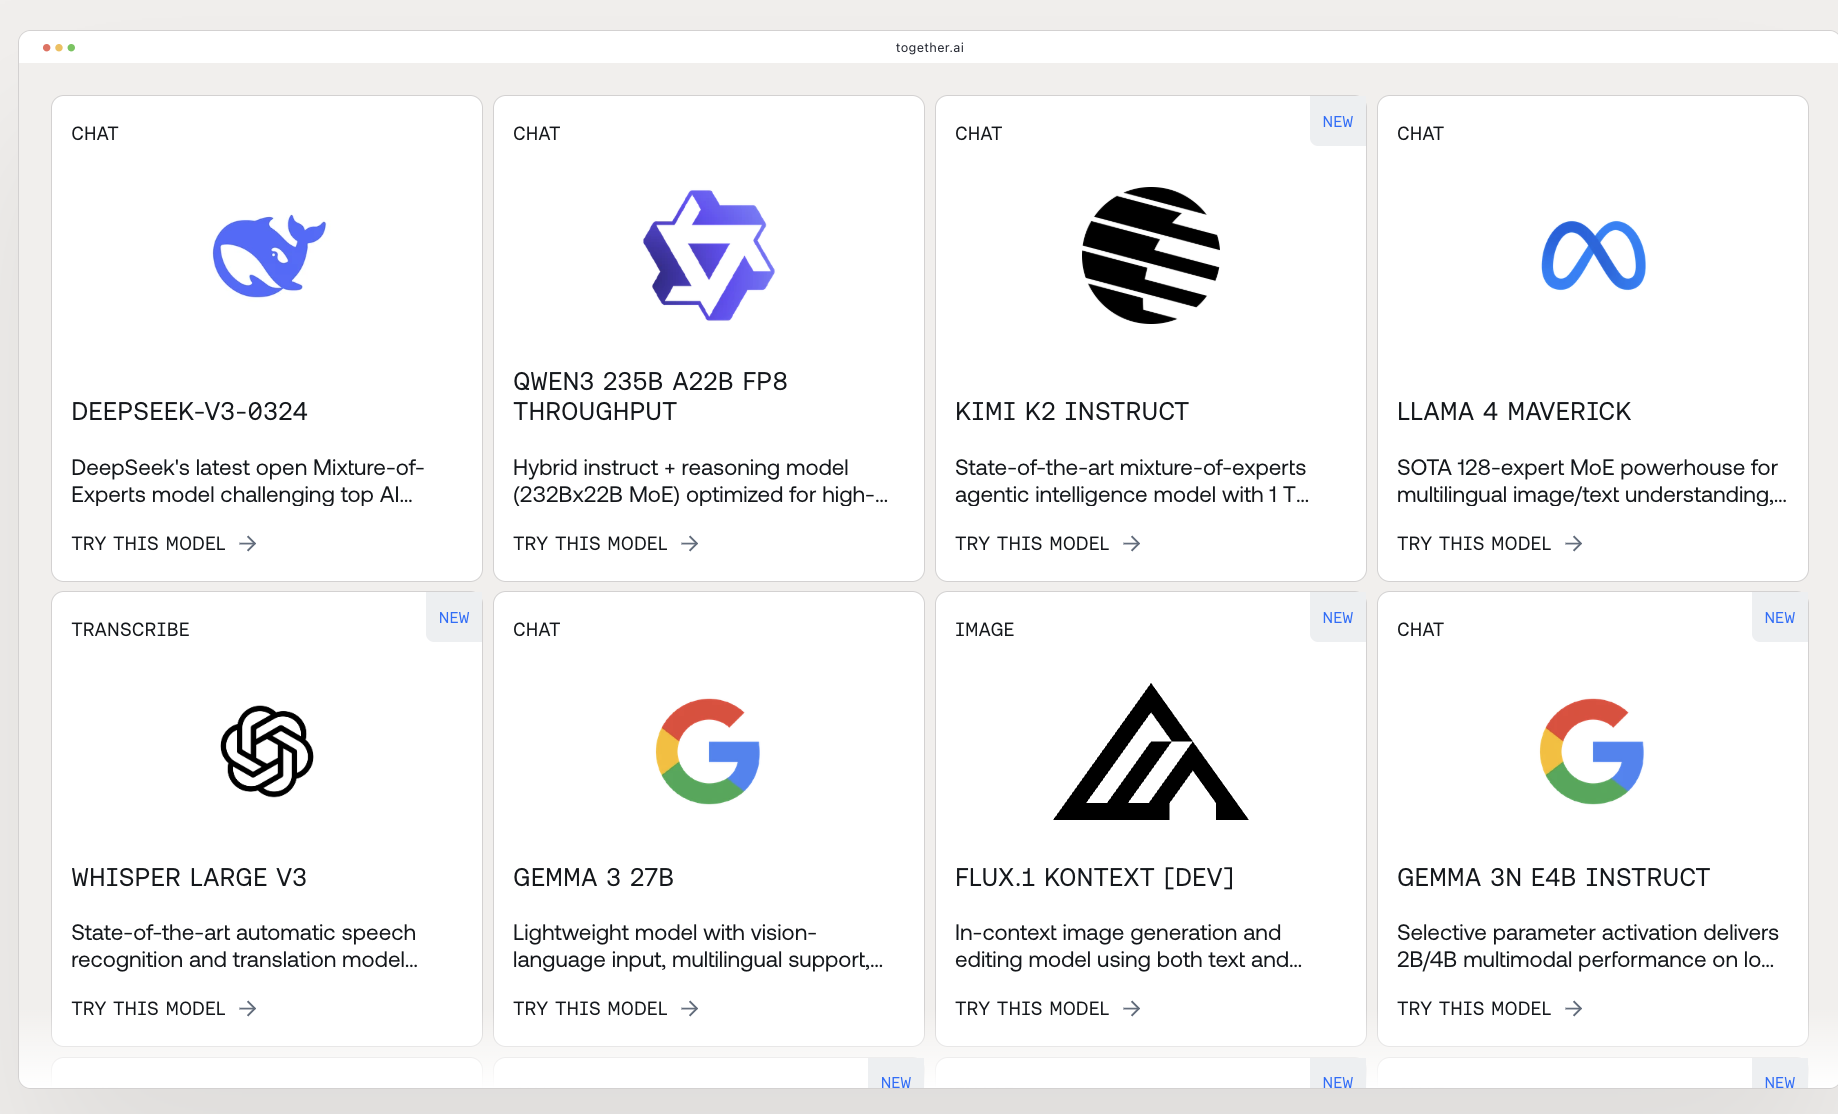 together.ai
CHAT
DEEPSEEK-V3-0324
DeepSeek's latest open Mixture-of-
Experts model challenging top AI...
TRY THIS MODEL →
CHAT
QWEN3 235B A22B FP8
THROUGHPUT
Hybrid instruct + reasoning model
(232Bx22B MoE) optimized for high-...
TRY THIS MODEL →
CHAT
NEW
KIMI K2 INSTRUCT
State-of-the-art mixture-of-experts
agentic intelligence model with 1 T...
TRY THIS MODEL →
CHAT
LLAMA 4 MAVERICK
SOTA 128-expert MoE powerhouse for
multilingual image/text understanding,...
TRY THIS MODEL →
TRANSCRIBE
NEW
WHISPER LARGE V3
State-of-the-art automatic speech
recognition and translation model...
TRY THIS MODEL →
CHAT
GEMMA 3 27B
Lightweight model with vision-
language input, multilingual support,...
TRY THIS MODEL →
IMAGE
NEW
FLUX.1 KONTEXT [DEV]
In-context image generation and
editing model using both text and...
TRY THIS MODEL →
CHAT
NEW
GEMMA 3N E4B INSTRUCT
Selective parameter activation delivers
2B/4B multimodal performance on lo...
TRY THIS MODEL →
NEW
NEW
NEW